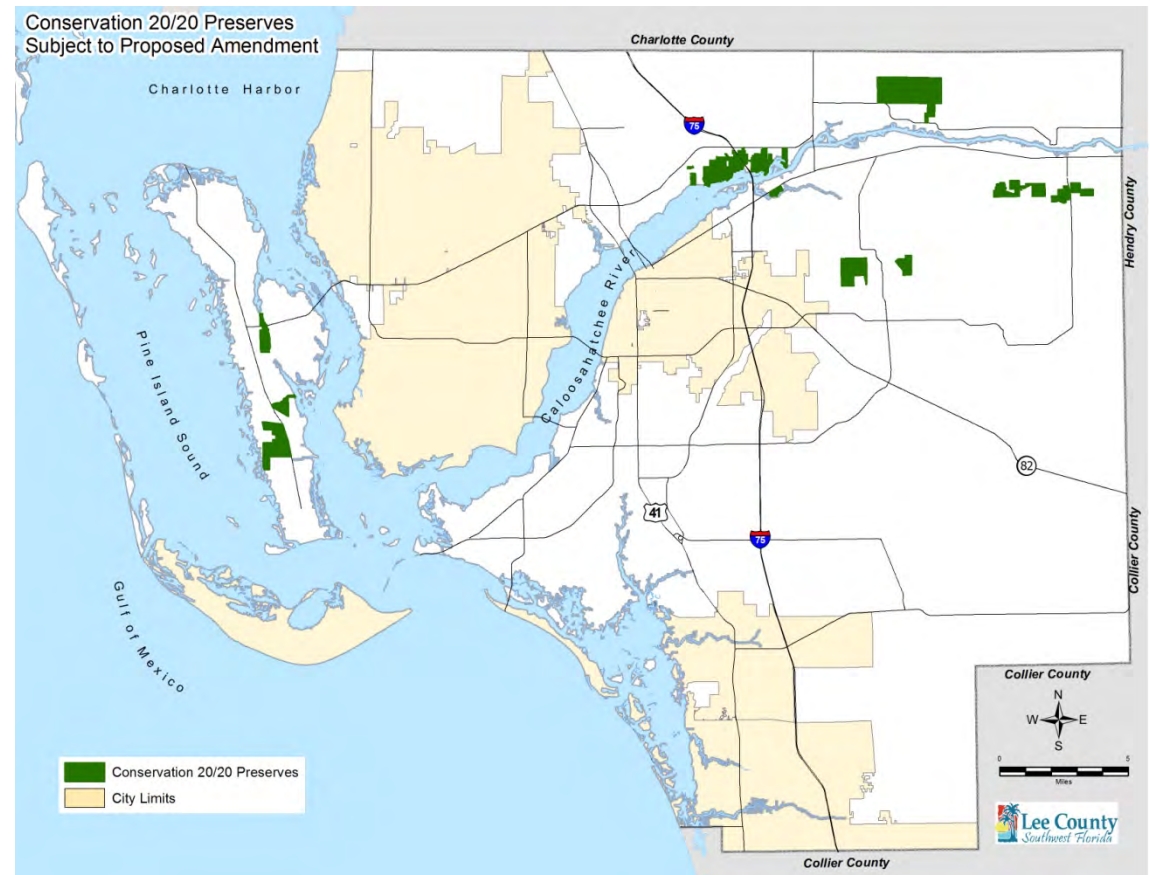 Conservation 20/20 Preserves
Subject to Proposed Amendment
Charlotte County
Charlotte Harbor
75
Hendry County
Caloosahatchee River
Pine Island Sound
82
41
75
Collier County
Gulf of Mexico
Collier County
N
W E
S
0 5
Miles
Conservation 20/20 Preserves
City Limits
Lee County
Southwest Florida
Collier County